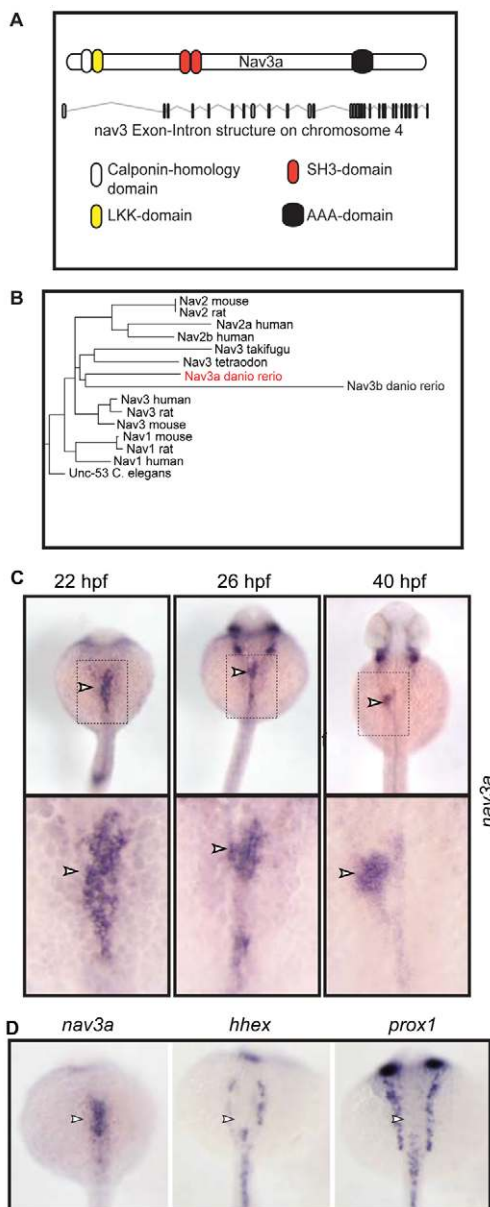 A
Nav3a
nav3 Exon-Intron structure on chromosome 4
Calponin-homology
domain
SH3-domain
LKK-domain
AAA-domain
B
Nav2 mouse
Nav2 rat
Nav2a human
Nav2b human
Nav3 takifugu
Nav3 tetraodon
Nav3a danio rerio
Nav3b danio rerio
Nav3 human
Nav3 rat
Nav3 mouse
Nav1 mouse
Nav1 rat
Nav1 human
Unc-53 C. elegans
C
22 hpf
26 hpf
40 hpf
nav3a
D
nav3a
hhex
prox1